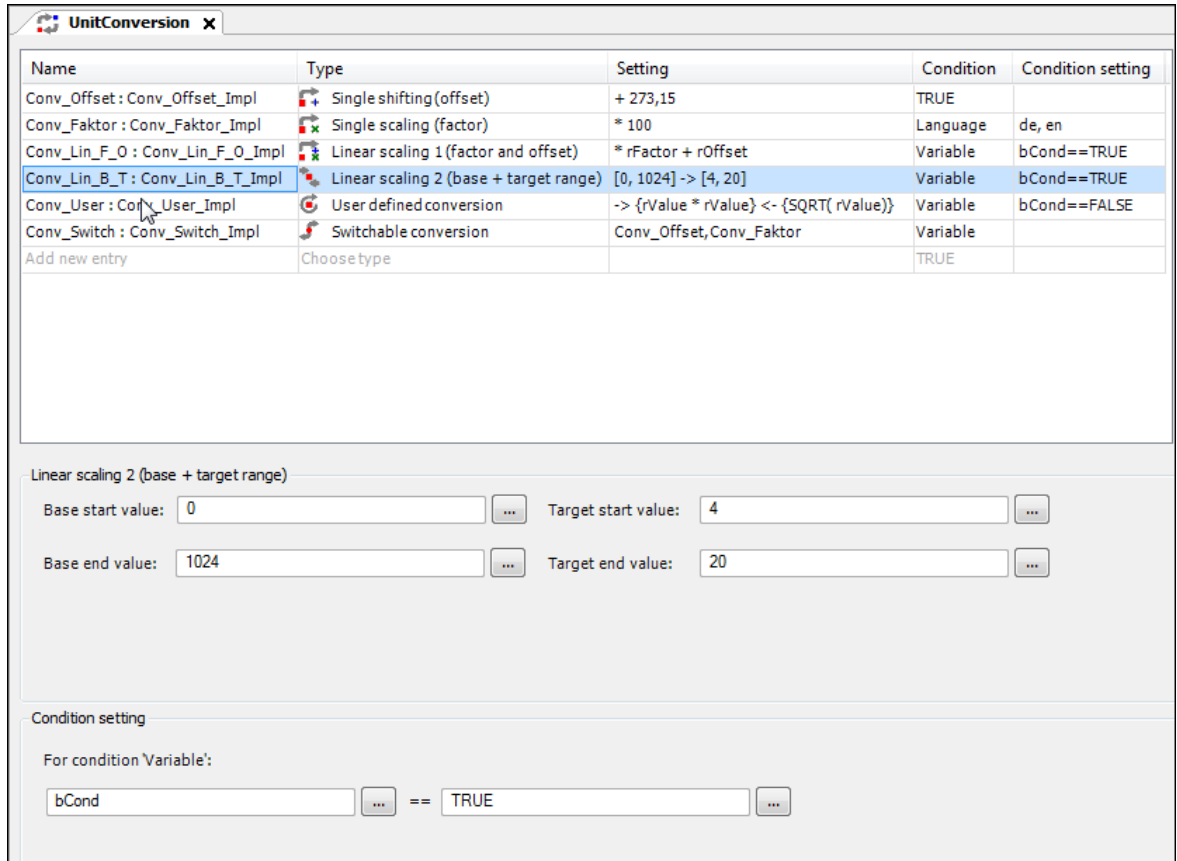 UnitConversion x
Name Type Setting Condition Condition setting
Conv_Offset : Conv_Offset_Impl Single shifting (offset) + 273,15 TRUE
Conv_Faktor : Conv_Faktor_Impl Single scaling (factor) * 100 Language de, en
Conv_Lin_F_O : Conv_Lin_F_O_Impl Linear scaling 1 (factor and offset) * rFactor + rOffset Variable bCond==TRUE
Conv_Lin_B_T : Conv_Lin_B_T_Impl Linear scaling 2 (base + target range) [0, 1024] -> [4, 20] Variable bCond==TRUE
Conv_User : Conv_User_Impl User defined conversion -> {rValue * rValue} <- {SQRT( rValue)} Variable bCond==FALSE
Conv_Switch : Conv_Switch_Impl Switchable conversion Conv_Offset,Conv_Faktor Variable
Add new entry Choose type TRUE
Linear scaling 2 (base + target range)
Base start value: 0 ... Target start value: 4 ...
Base end value: 1024 ... Target end value: 20 ...
Condition setting
For condition 'Variable':
bCond ... == TRUE ...